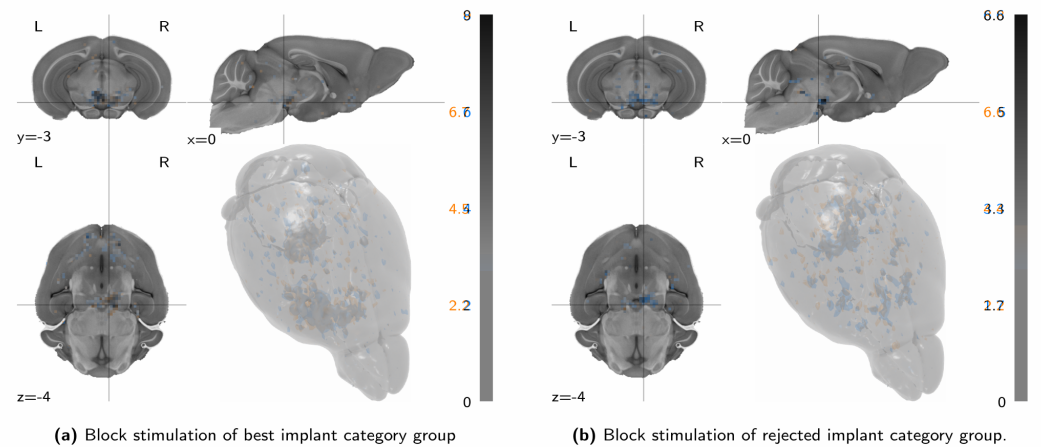 L R L R
8 6.6
y=-3 x=0 y=-3 x=0
L R L R
z=-4 0 z=-4 0
(a) Block stimulation of best implant category group (b) Block stimulation of rejected implant category group.